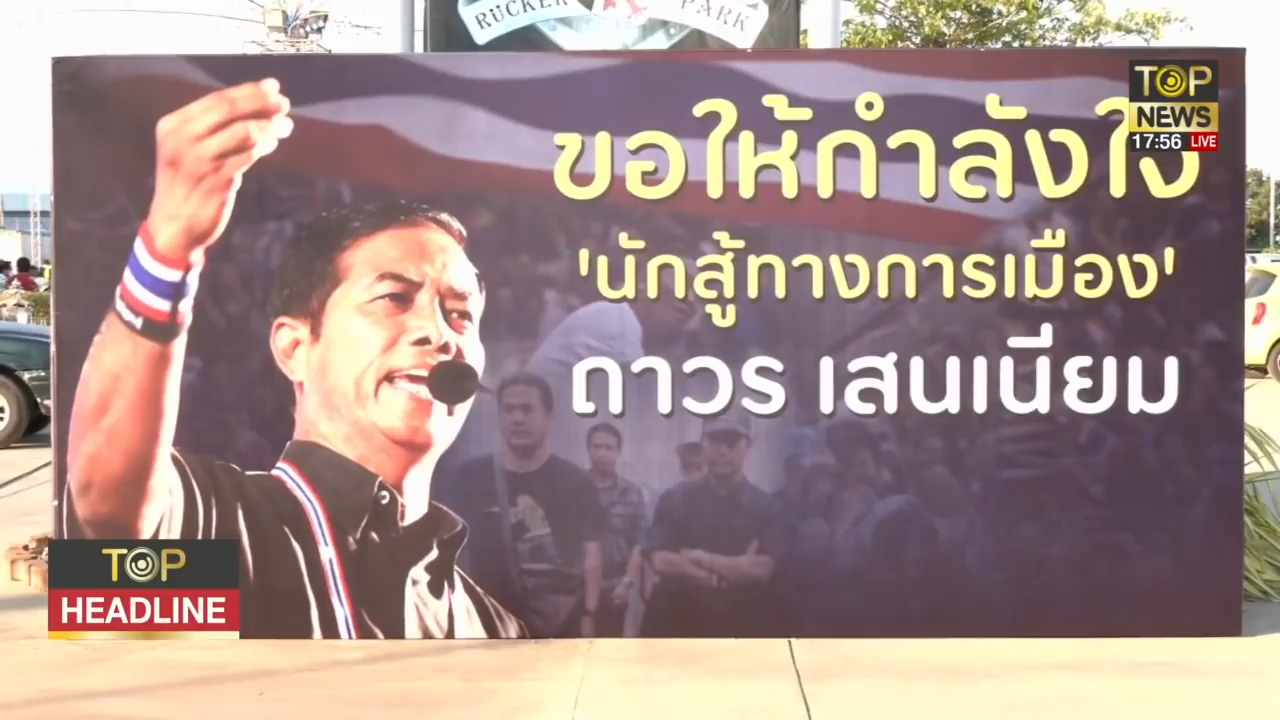 RUCKER PARK
TOP
NEWS
17:56 LIVE
ขอให้กำลังใจ
'นักสู้ทางการเมือง'
ถาวร เสนเนียม
TOP
HEADLINE